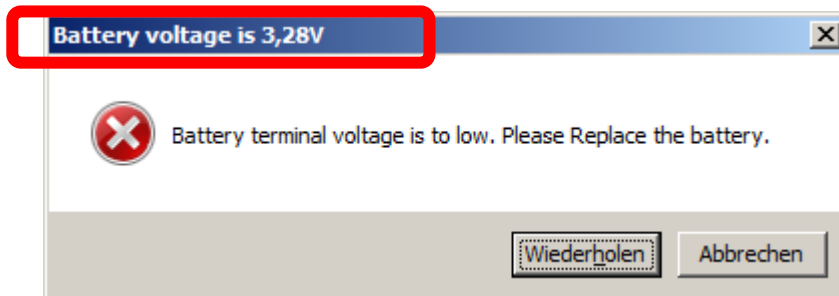 Battery voltage is 3,28V
Battery terminal voltage is to low. Please Replace the battery.
Wiederholen Abbrechen